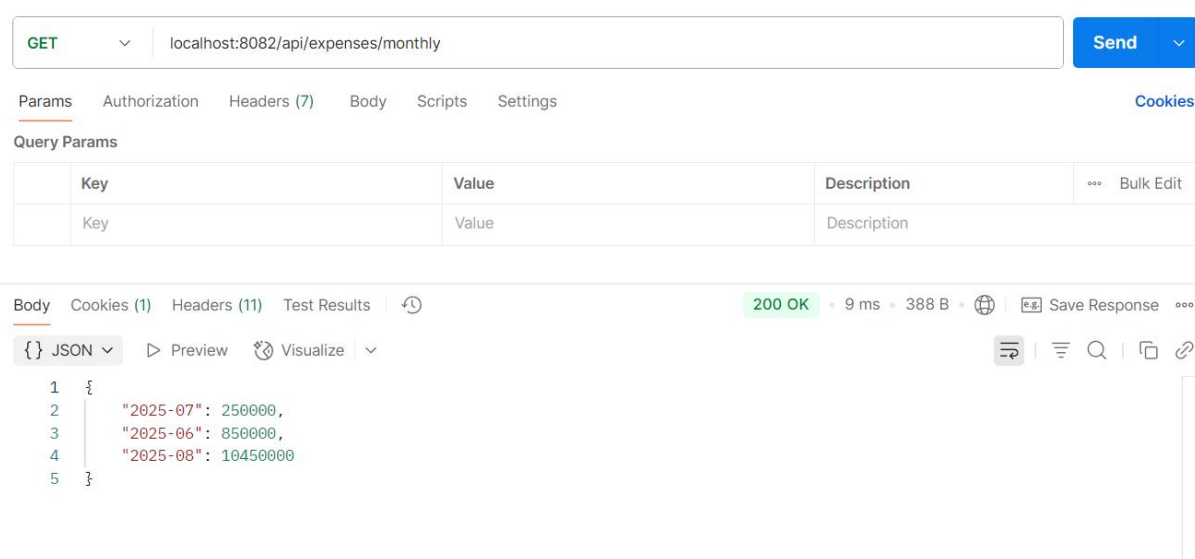 GET localhost:8082/api/expenses/monthly Send
Params Authorization Headers (7) Body Scripts Settings Cookies
Query Params
Key Value Description Bulk Edit
Key Value Description
Body Cookies (1) Headers (11) Test Results 200 OK 9 ms 388 B e.g. Save Response
{} JSON Preview Visualize
1 {
2 "2025-07": 250000,
3 "2025-06": 850000,
4 "2025-08": 10450000
5 }